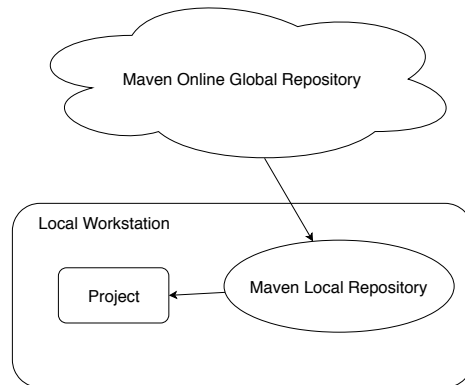 Maven Online Global Repository
Local Workstation
Project
Maven Local Repository